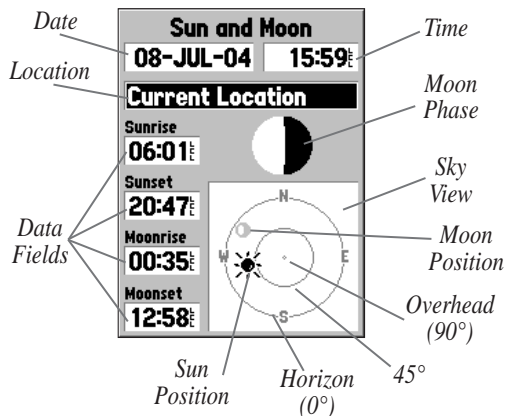 Date
Sun and Moon
Time
08-JUL-04
15:59
Location
Current Location
Moon
Phase
Sunrise
06:01
Sky
View
Sunset
20:47
N
Data
Fields
Moonrise
00:35
W
E
Moon
Position
Moonset
12:58
S
Overhead
(90°)
Sun
Position
Horizon
(0°)
45°